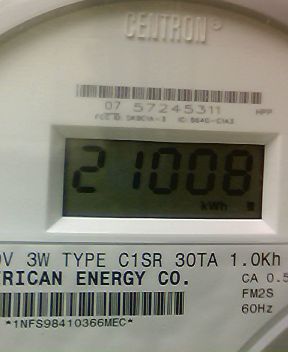 CENTRON®
07 57245311 HPP
21008
kWh
V 3W TYPE C1SR 30TA 1.0Kh
RICAN ENERGY CO. CA 0.5
FM2S
60Hz
*1NFS98410366MEC*